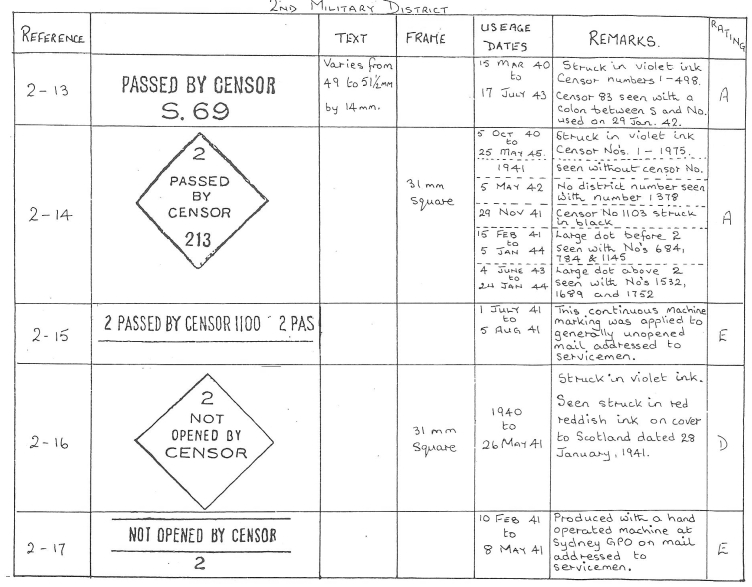 2ND MILITARY DISTRICT
REFERENCE
TEXT
FRAME
USEAGE
DATES
REMARKS.
RATING
2-13
PASSED BY CENSOR
S. 69
Varies from
49 to 51½mm
by 14mm.
15 MAR 40
to
17 JULY 43
Struck in violet ink
Censor numbers 1-498.
Censor 83 seen with a
colon between S and No.
used on 29 Jan. 42.
A
2-14
2
PASSED
BY
CENSOR
213
31 mm
Square
5 OCT 40
to
25 MAY 45.
Struck in violet ink
Censor No's. 1 - 1975.
1941
seen without censor No.
5 MAY 42
No district number seen
with number 1378
29 NOV 41
Censor No 1103 struck
in black
15 FEB 41
to
5 JAN 44
Large dot before 2
seen with No's 684,
784 & 1145
4 JUNE 43
to
24 JAN 44
Large dot above 2
seen with No's 1532,
1689 and 1752
A
2-15
2 PASSED BY CENSOR 1100 2 PAS
1 JULY 41
to
5 AUG 41
This continuous machine
marking was applied to
generally unopened
mail addressed to
servicemen.
E
2-16
2
NOT
OPENED BY
CENSOR
31 mm
Square
1940
to
26 MAY 41
Struck in violet ink.
Seen struck in red
reddish ink on cover
to Scotland dated 28
January, 1941.
D
2-17
NOT OPENED BY CENSOR
2
10 FEB 41
to
8 MAY 41
Produced with a hand
operated machine at
Sydney GPO on mail
addressed to
servicemen.
E